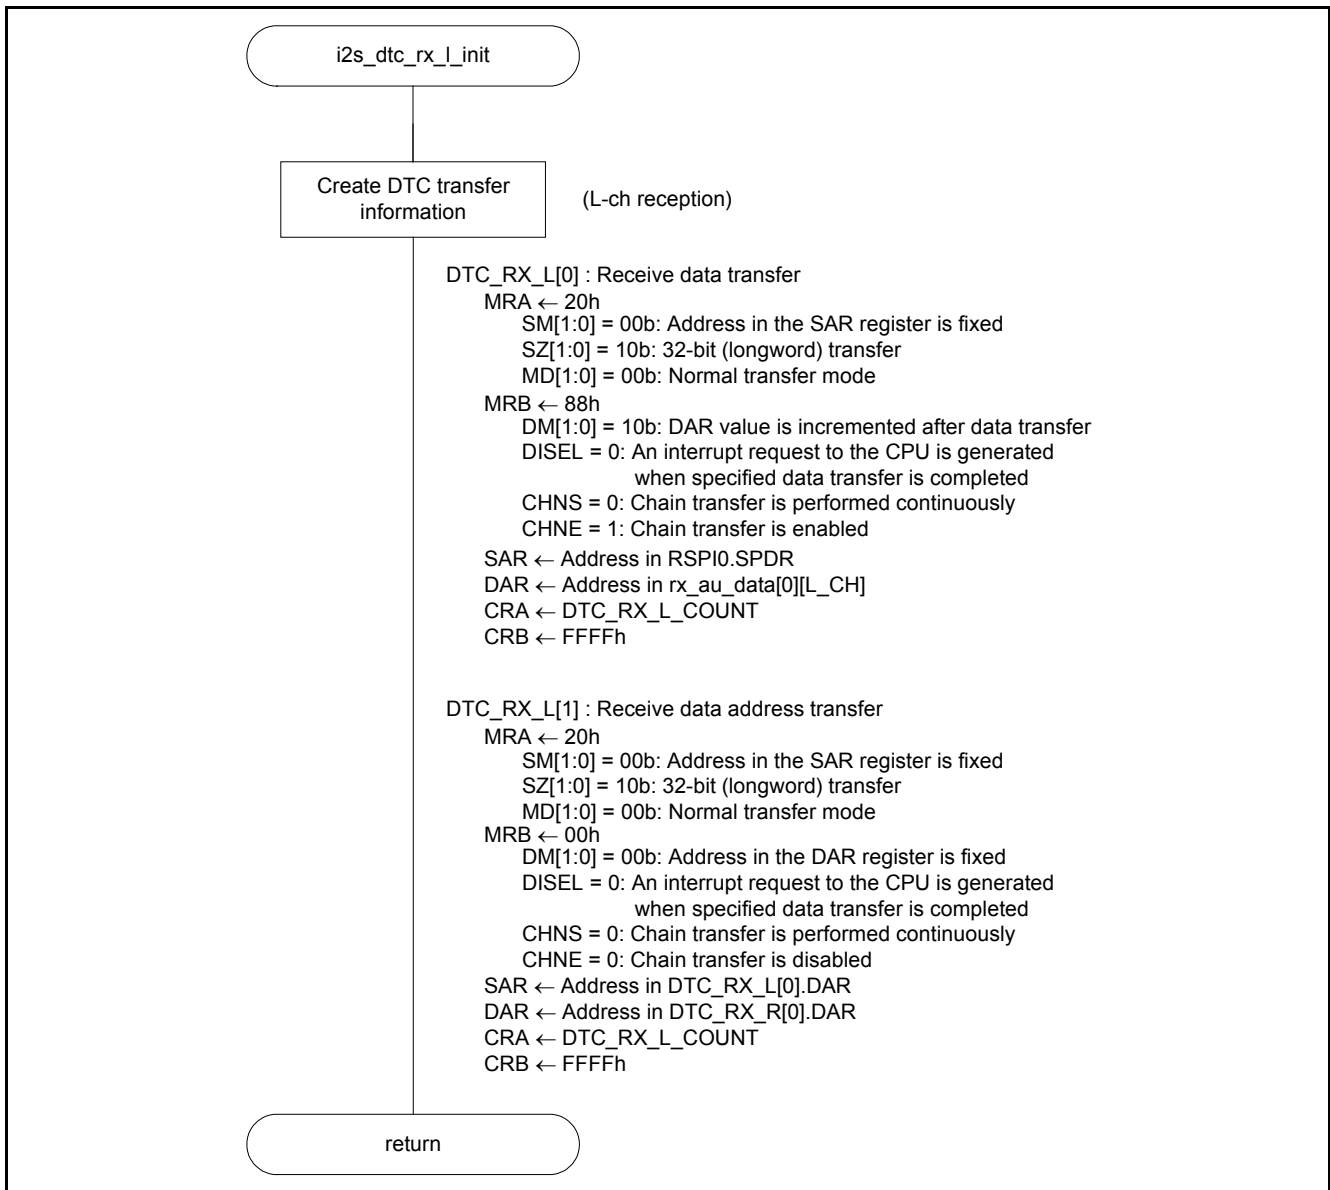 i2s_dtc_rx_l_init
Create DTC transfer
information
(L-ch reception)
DTC_RX_L[0] : Receive data transfer
MRA ← 20h
SM[1:0] = 00b: Address in the SAR register is fixed
SZ[1:0] = 10b: 32-bit (longword) transfer
MD[1:0] = 00b: Normal transfer mode
MRB ← 88h
DM[1:0] = 10b: DAR value is incremented after data transfer
DISEL = 0: An interrupt request to the CPU is generated
when specified data transfer is completed
CHNS = 0: Chain transfer is performed continuously
CHNE = 1: Chain transfer is enabled
SAR ← Address in RSPI0.SPDR
DAR ← Address in rx_au_data[0][L_CH]
CRA ← DTC_RX_L_COUNT
CRB ← FFFFh
DTC_RX_L[1] : Receive data address transfer
MRA ← 20h
SM[1:0] = 00b: Address in the SAR register is fixed
SZ[1:0] = 10b: 32-bit (longword) transfer
MD[1:0] = 00b: Normal transfer mode
MRB ← 00h
DM[1:0] = 00b: Address in the DAR register is fixed
DISEL = 0: An interrupt request to the CPU is generated
when specified data transfer is completed
CHNS = 0: Chain transfer is performed continuously
CHNE = 0: Chain transfer is disabled
SAR ← Address in DTC_RX_L[0].DAR
DAR ← Address in DTC_RX_R[0].DAR
CRA ← DTC_RX_L_COUNT
CRB ← FFFFh
return